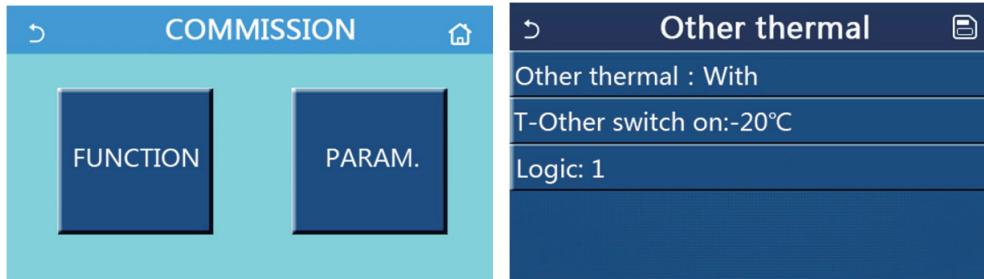 COMMISSION
FUNCTION
PARAM.
Other thermal
Other thermal : With
T-Other switch on:-20℃
Logic: 1